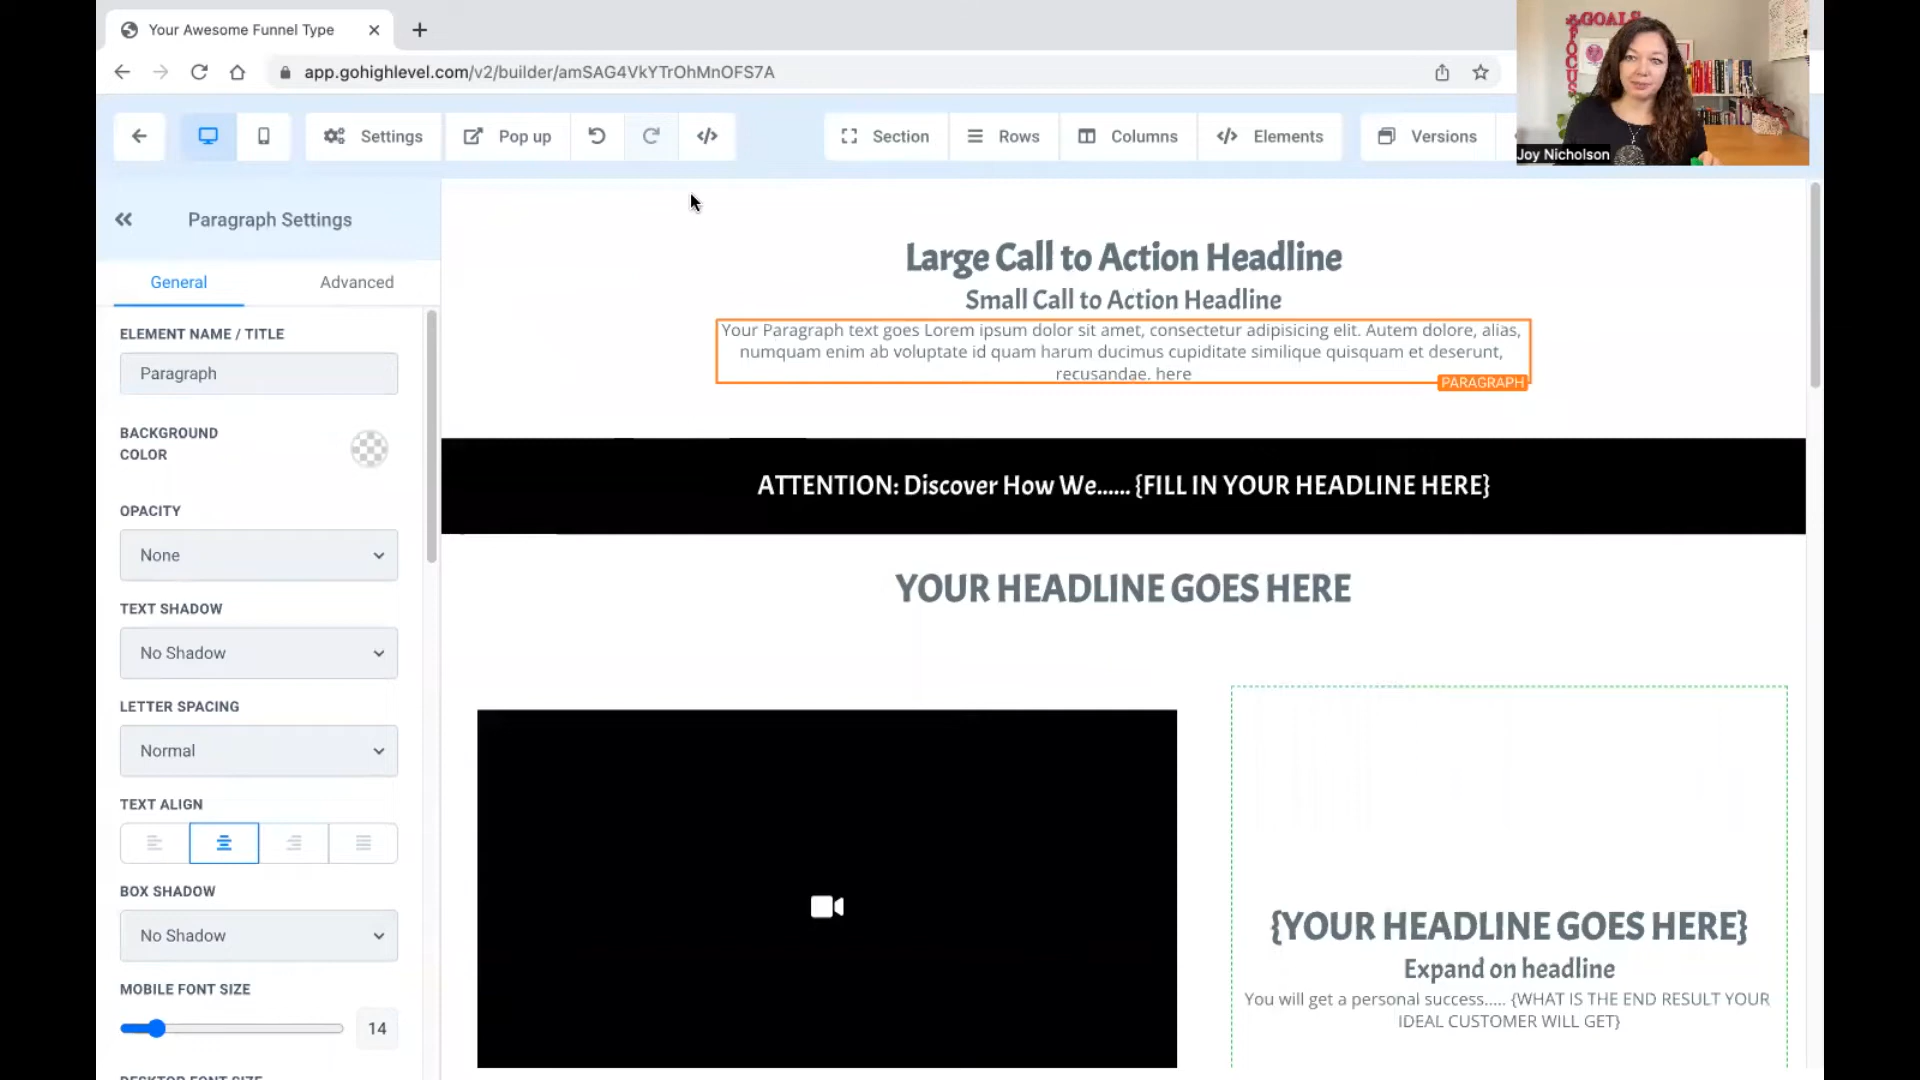 Your Awesome Funnel Type
app.gohighlevel.com/v2/builder/amSAG4VkYTrOhMnOFS7A
GOALS
FOCUS
Joy Nicholson
Settings
Pop up
Section
Rows
Columns
Elements
Versions
Paragraph Settings
General
Advanced
ELEMENT NAME / TITLE
Paragraph
BACKGROUND
COLOR
OPACITY
None
TEXT SHADOW
No Shadow
LETTER SPACING
Normal
TEXT ALIGN
BOX SHADOW
No Shadow
MOBILE FONT SIZE
14
DESKTOP FONT SIZE
Large Call to Action Headline
Small Call to Action Headline
Your Paragraph text goes Lorem ipsum dolor sit amet, consectetur adipisicing elit. Autem dolore, alias,
numquam enim ab voluptate id quam harum ducimus cupiditate similique quisquam et deserunt,
recusandae. here
PARAGRAPH
ATTENTION: Discover How We...... {FILL IN YOUR HEADLINE HERE}
YOUR HEADLINE GOES HERE
{YOUR HEADLINE GOES HERE}
Expand on headline
You will get a personal success..... {WHAT IS THE END RESULT YOUR
IDEAL CUSTOMER WILL GET}